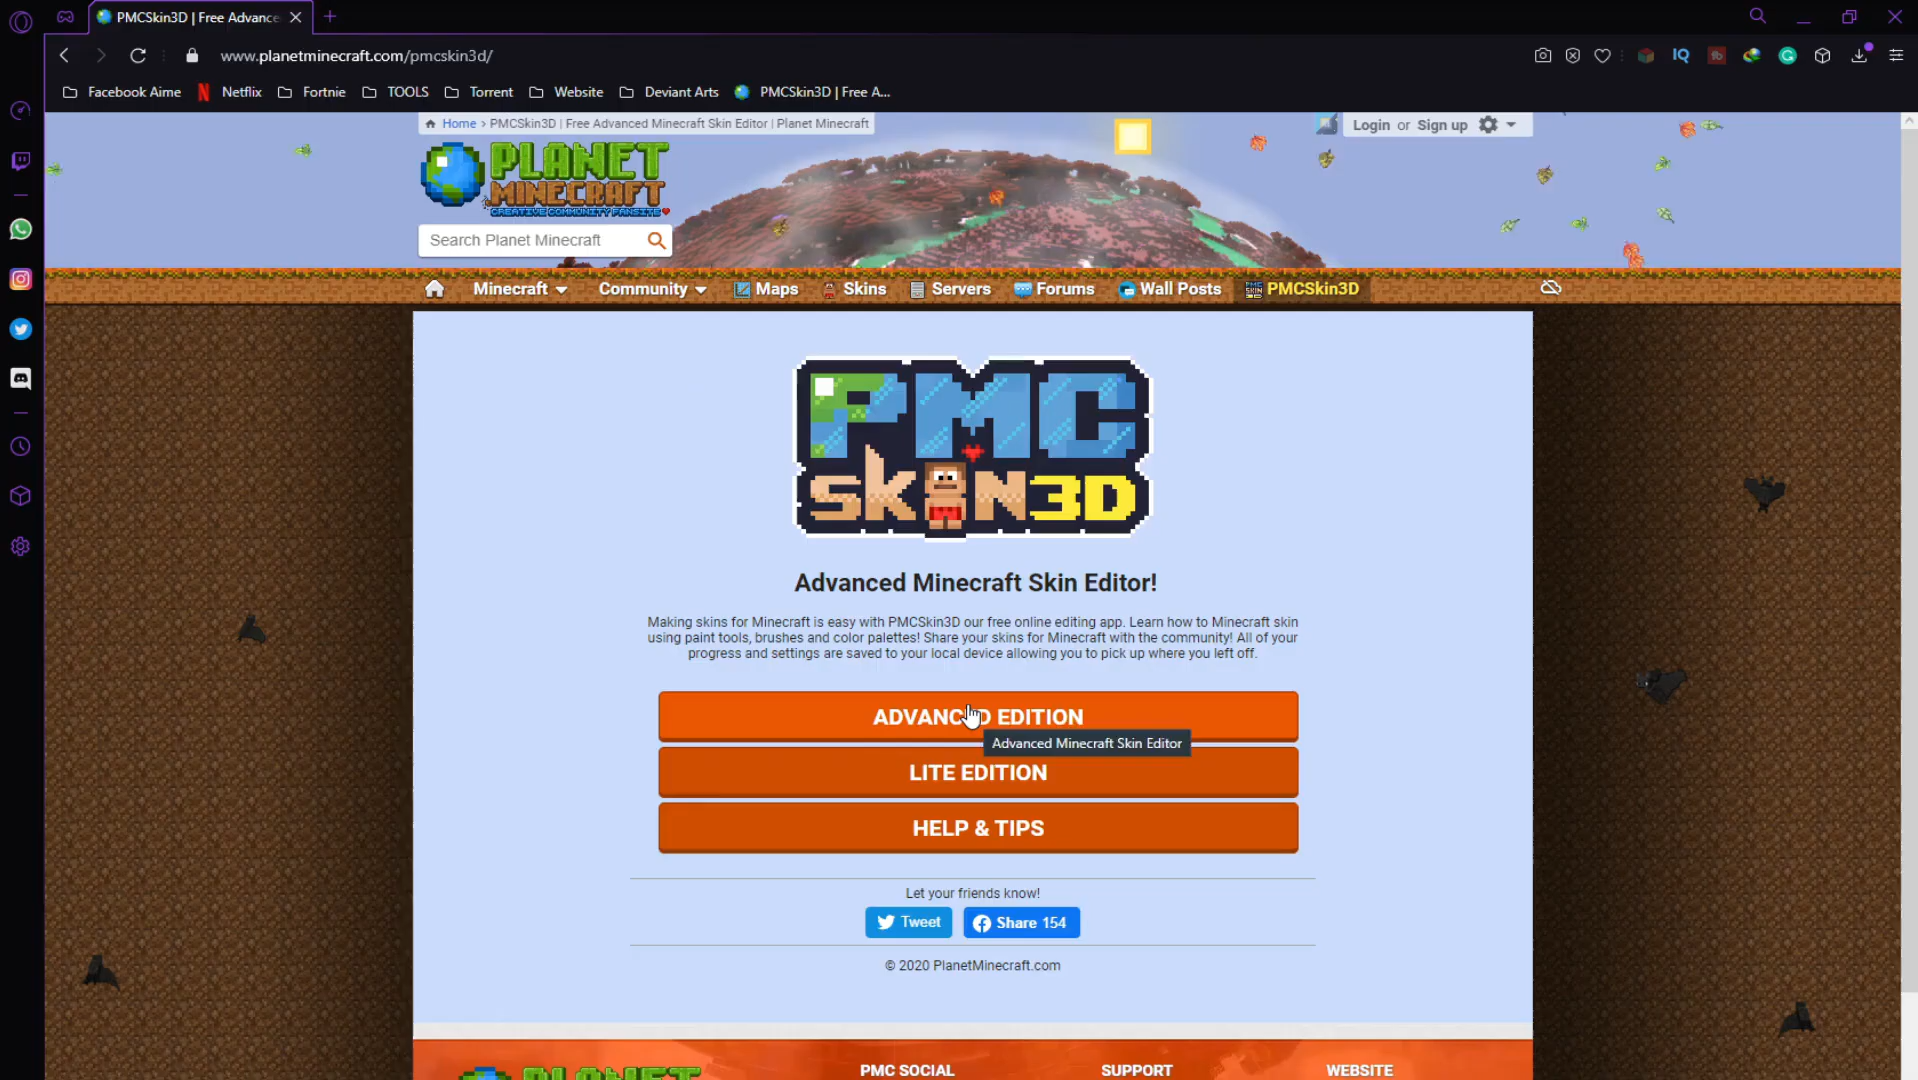 PMCSkin3D | Free Advance
www.planetminecraft.com/pmcskin3d/
IQ
Facebook Aime
Netflix
Fortnie
TOOLS
Torrent
Website
Deviant Arts
PMCSkin3D | Free A...
Home > PMCSkin3D | Free Advanced Minecraft Skin Editor | Planet Minecraft
Login or Sign up
PLANET
MINECRAFT
CREATIVE COMMUNITY FANSITE
Search Planet Minecraft
Minecraft
Community
Maps
Skins
Servers
Forums
Wall Posts
PMCSkin3D
PMC
SKIN3D
Advanced Minecraft Skin Editor!
Making skins for Minecraft is easy with PMCSkin3D our free online editing app. Learn how to Minecraft skin
using paint tools, brushes and color palettes! Share your skins for Minecraft with the community! All of your
progress and settings are saved to your local device allowing you to pick up where you left off.
ADVANCED EDITION
Advanced Minecraft Skin Editor
LITE EDITION
HELP & TIPS
Let your friends know!
Tweet
Share 154
© 2020 PlanetMinecraft.com
PLANET
PMC SOCIAL
SUPPORT
WEBSITE